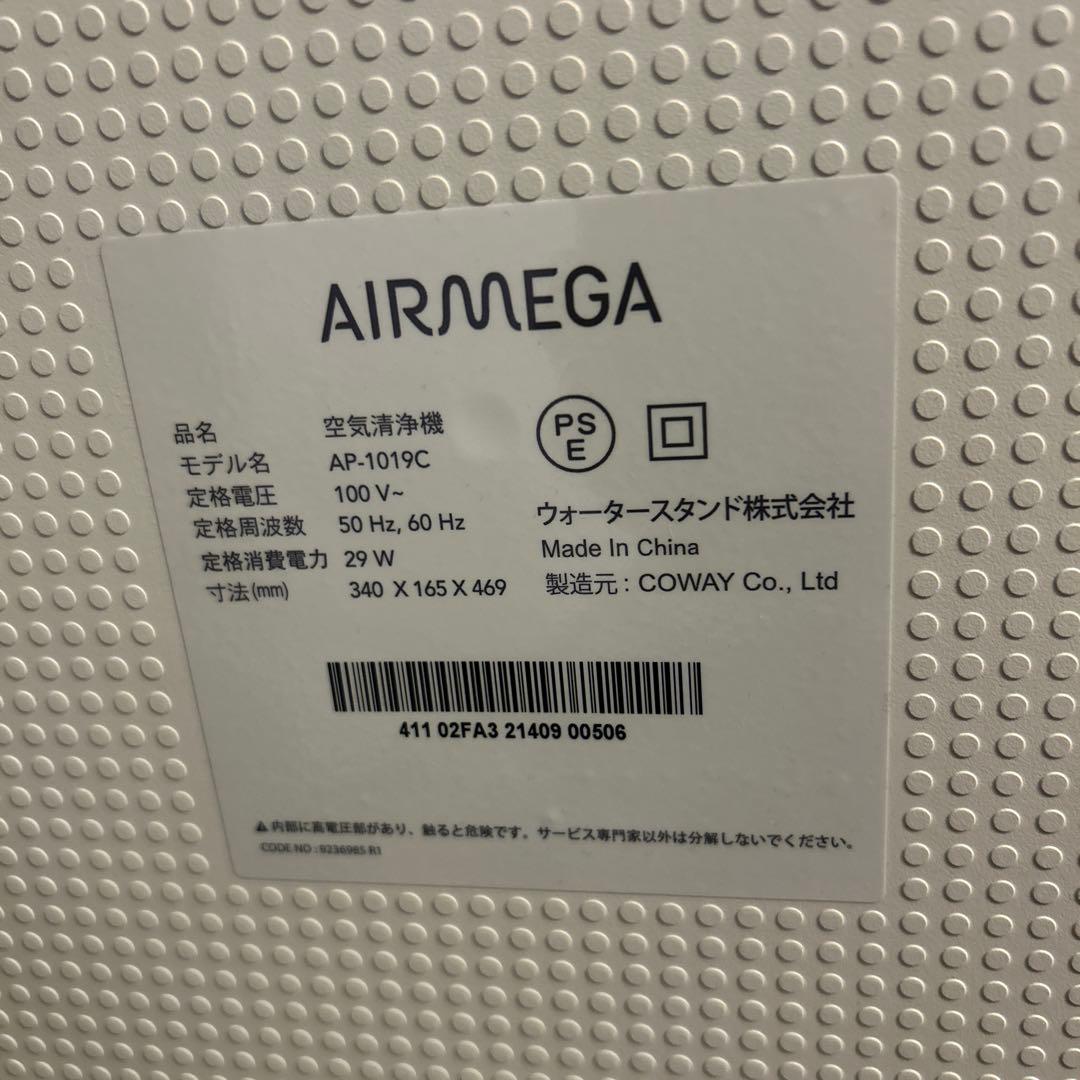 AIRMEGA
品名 空気清浄機
モデル名 AP-1019C
定格電圧 100 V~
定格周波数 50 Hz, 60 Hz
定格消費電力 29 W
寸法(mm) 340 X 165 X 469
PS
E
ウォータースタンド株式会社
Made In China
製造元 : COWAY Co., Ltd
411 02FA3 21409 00506
⚠内部に高電圧部があり、触ると危険です。サービス専門家以外は分解しないでください。
CODE NO : 9236985 R1